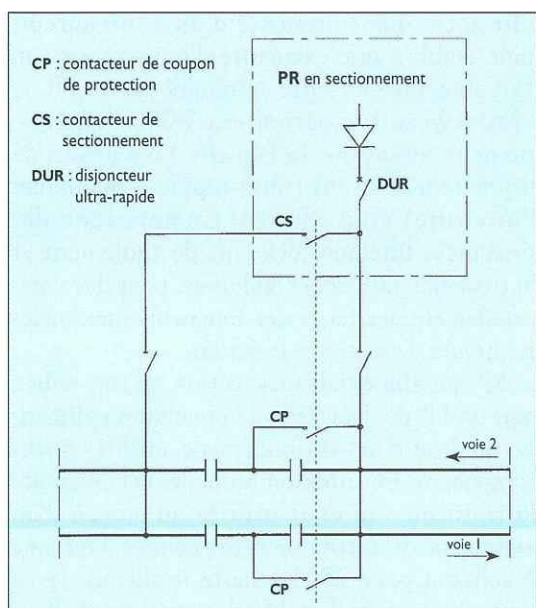 CP : contacteur de coupon
de protection
CS : contacteur de
sectionnement
DUR : disjoncteur
ultra-rapide
PR en sectionnement
DUR
CS
CP
voie 2
voie 1
CP